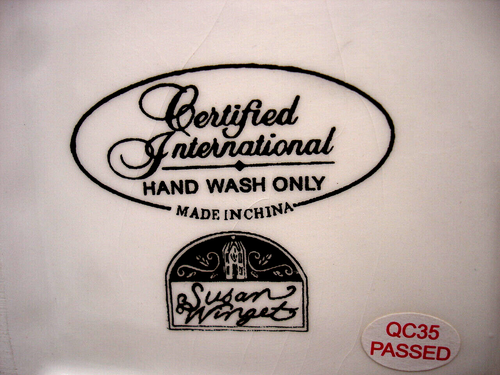 Certified
International
HAND WASH ONLY
MADE IN CHINA
Susan
Winget
QC35
PASSED